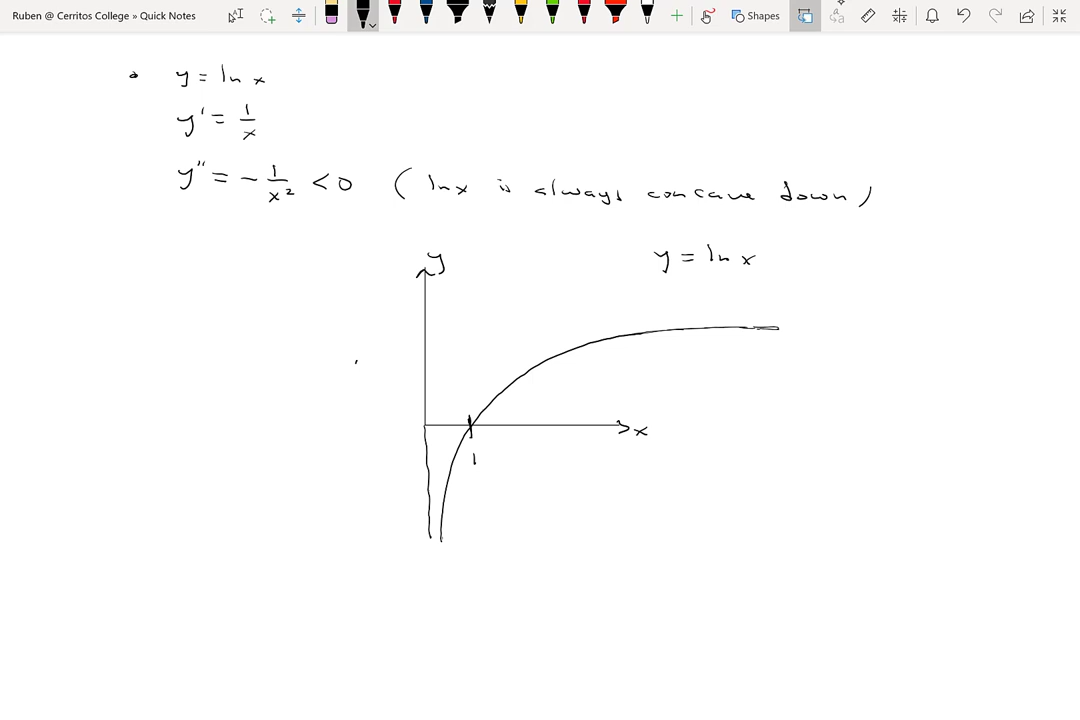 Ruben @ Cerritos College » Quick Notes
Shapes
• y = ln x
y' = 1/x
y'' = - 1/x² < 0 ( ln x is always concave down )
y
y = ln x
x
1